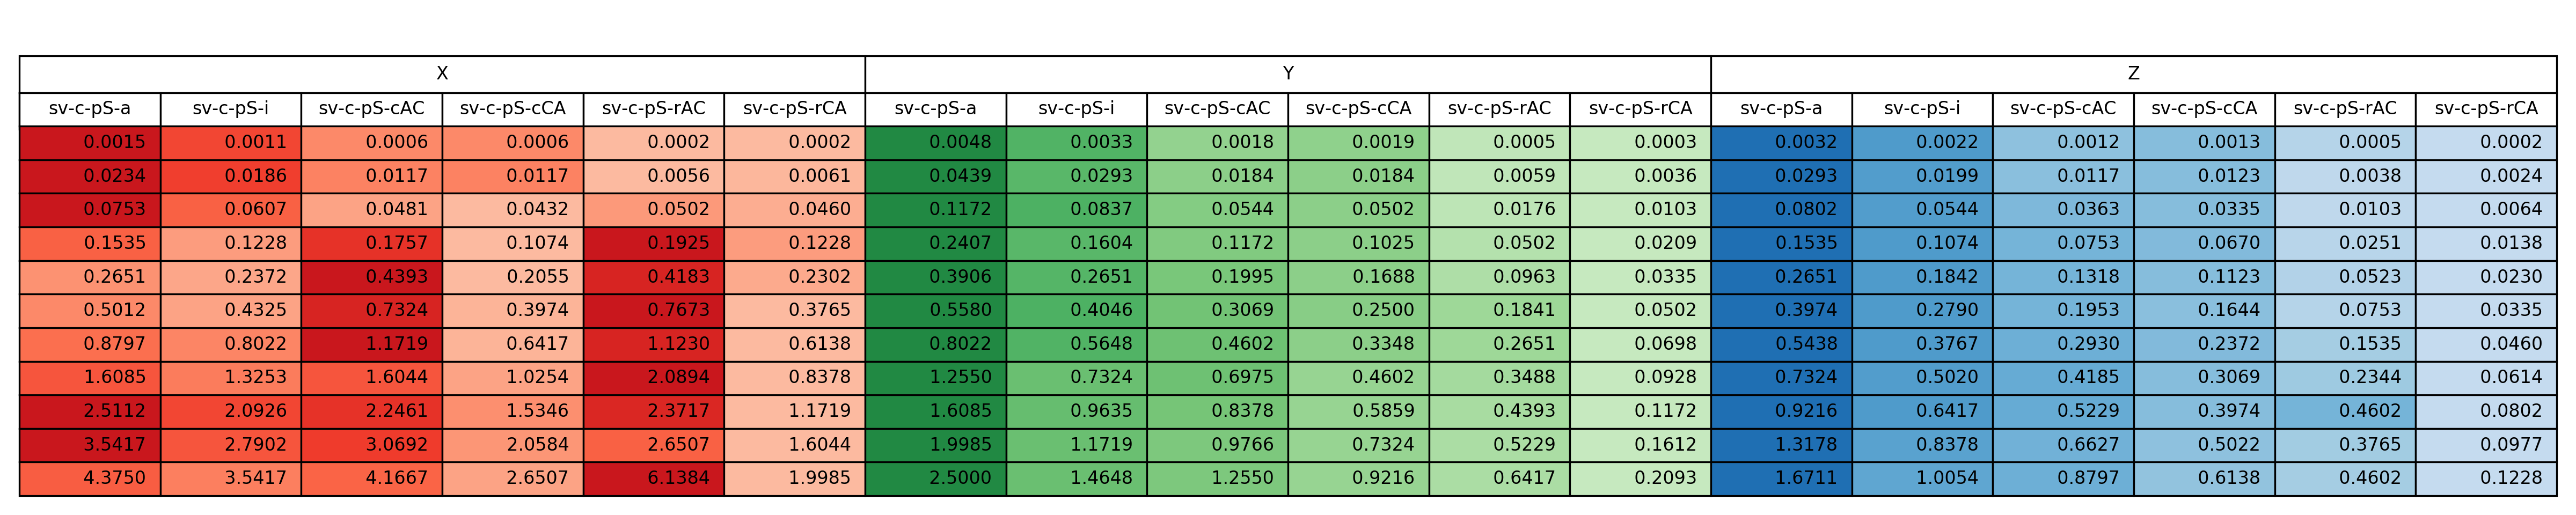 X Y Z
sv-c-pS-a sv-c-pS-i sv-c-pS-cAC sv-c-pS-cCA sv-c-pS-rAC sv-c-pS-rCA sv-c-pS-a sv-c-pS-i sv-c-pS-cAC sv-c-pS-cCA sv-c-pS-rAC sv-c-pS-rCA sv-c-pS-a sv-c-pS-i sv-c-pS-cAC sv-c-pS-cCA sv-c-pS-rAC sv-c-pS-rCA
0.0015 0.0011 0.0006 0.0006 0.0002 0.0002 0.0048 0.0033 0.0018 0.0019 0.0005 0.0003 0.0032 0.0022 0.0012 0.0013 0.0005 0.0002
0.0234 0.0186 0.0117 0.0117 0.0056 0.0061 0.0439 0.0293 0.0184 0.0184 0.0059 0.0036 0.0293 0.0199 0.0117 0.0123 0.0038 0.0024
0.0753 0.0607 0.0481 0.0432 0.0502 0.0460 0.1172 0.0837 0.0544 0.0502 0.0176 0.0103 0.0802 0.0544 0.0363 0.0335 0.0103 0.0064
0.1535 0.1228 0.1757 0.1074 0.1925 0.1228 0.2407 0.1604 0.1172 0.1025 0.0502 0.0209 0.1535 0.1074 0.0753 0.0670 0.0251 0.0138
0.2651 0.2372 0.4393 0.2055 0.4183 0.2302 0.3906 0.2651 0.1995 0.1688 0.0963 0.0335 0.2651 0.1842 0.1318 0.1123 0.0523 0.0230
0.5012 0.4325 0.7324 0.3974 0.7673 0.3765 0.5580 0.4046 0.3069 0.2500 0.1841 0.0502 0.3974 0.2790 0.1953 0.1644 0.0753 0.0335
0.8797 0.8022 1.1719 0.6417 1.1230 0.6138 0.8022 0.5648 0.4602 0.3348 0.2651 0.0698 0.5438 0.3767 0.2930 0.2372 0.1535 0.0460
1.6085 1.3253 1.6044 1.0254 2.0894 0.8378 1.2550 0.7324 0.6975 0.4602 0.3488 0.0928 0.7324 0.5020 0.4185 0.3069 0.2344 0.0614
2.5112 2.0926 2.2461 1.5346 2.3717 1.1719 1.6085 0.9635 0.8378 0.5859 0.4393 0.1172 0.9216 0.6417 0.5229 0.3974 0.4602 0.0802
3.5417 2.7902 3.0692 2.0584 2.6507 1.6044 1.9985 1.1719 0.9766 0.7324 0.5229 0.1612 1.3178 0.8378 0.6627 0.5022 0.3765 0.0977
4.3750 3.5417 4.1667 2.6507 6.1384 1.9985 2.5000 1.4648 1.2550 0.9216 0.6417 0.2093 1.6711 1.0054 0.8797 0.6138 0.4602 0.1228